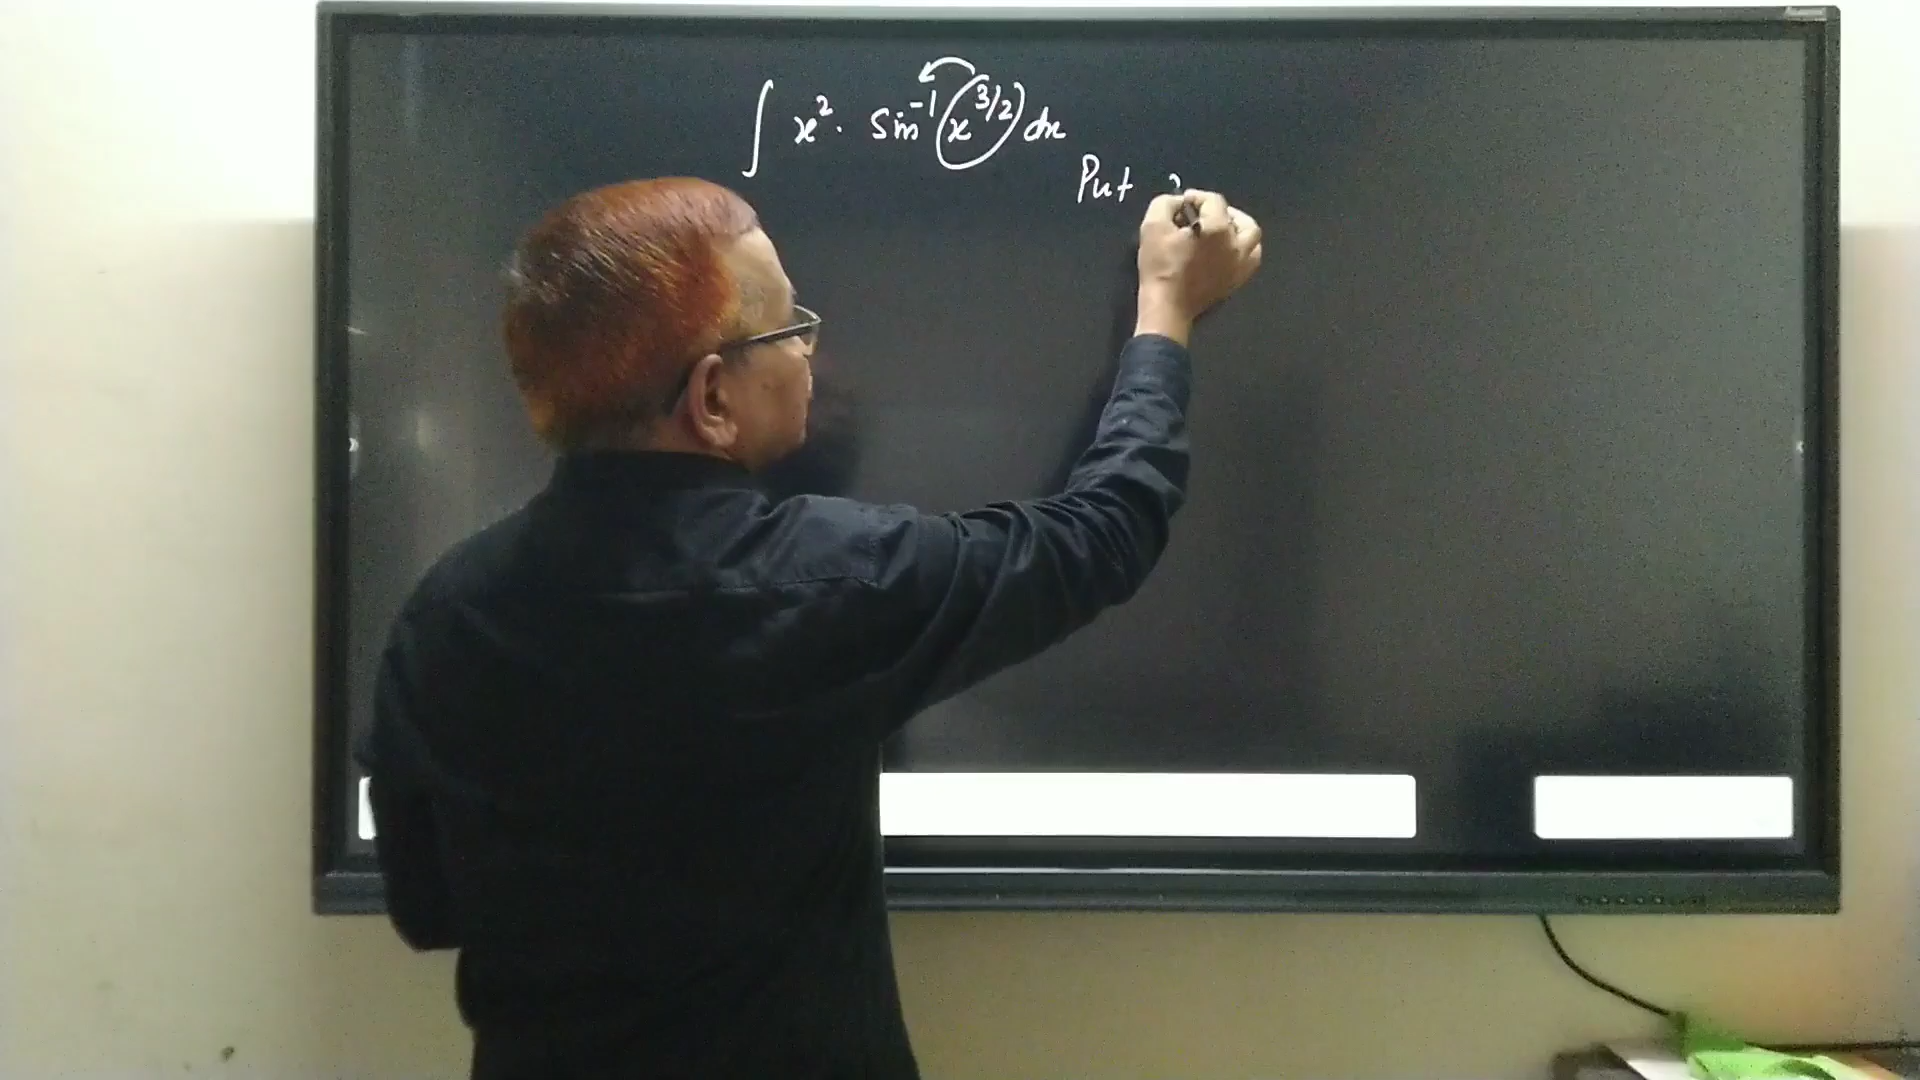 ∫ x². sin⁻¹(x^3/2) dx
Put